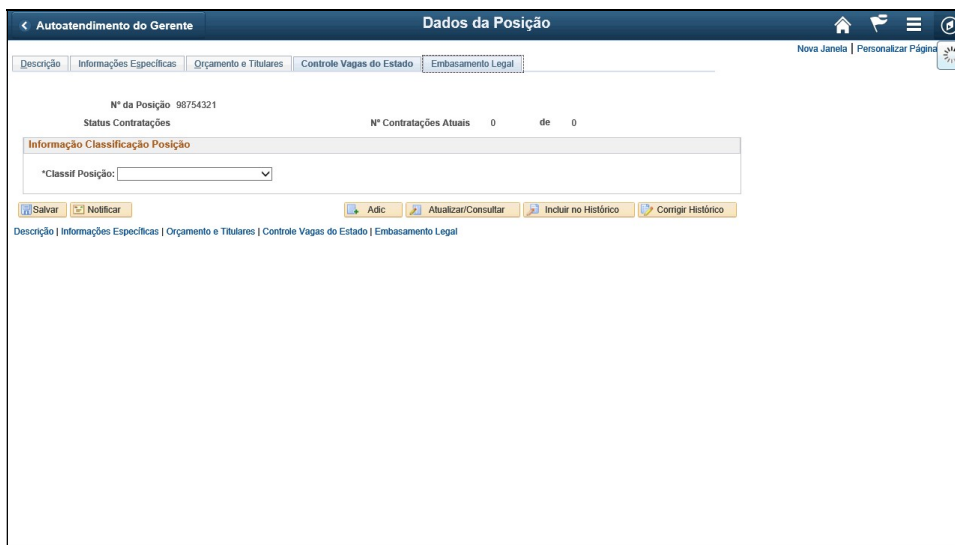 Autoatendimento do Gerente Dados da Posição
Nova Janela | Personalizar Página
Descrição Informações Específicas Orçamento e Titulares Controle Vagas do Estado Embasamento Legal
Nº da Posição 98754321
Status Contratações Nº Contratações Atuais 0 de 0
Informação Classificação Posição
*Classif Posição:
Salvar Notificar Adic Atualizar/Consultar Incluir no Histórico Corrigir Histórico
Descrição | Informações Específicas | Orçamento e Titulares | Controle Vagas do Estado | Embasamento Legal